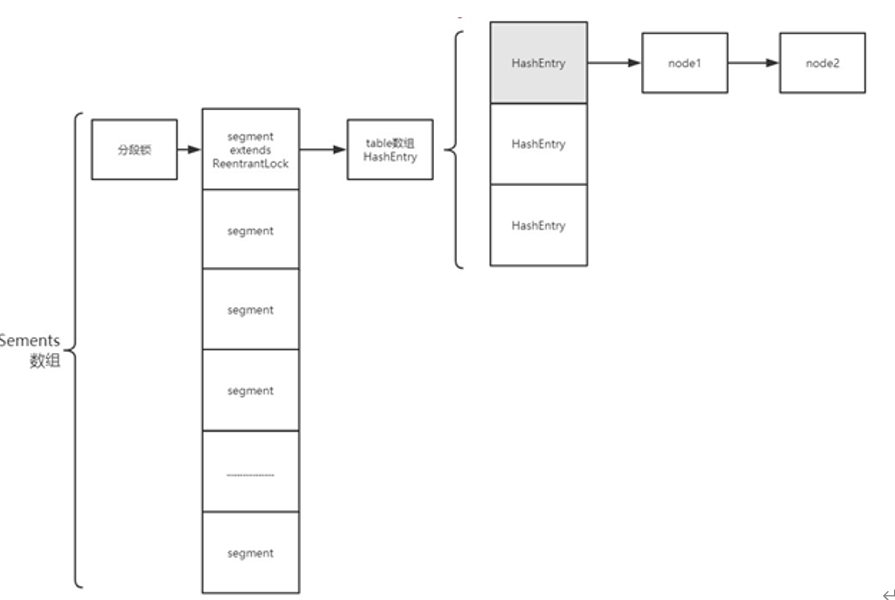 Sements
数组
分段锁
segment
extends
ReentrantLock
segment
segment
segment
segment
table数组
HashEntry
HashEntry
HashEntry
HashEntry
node1
node2